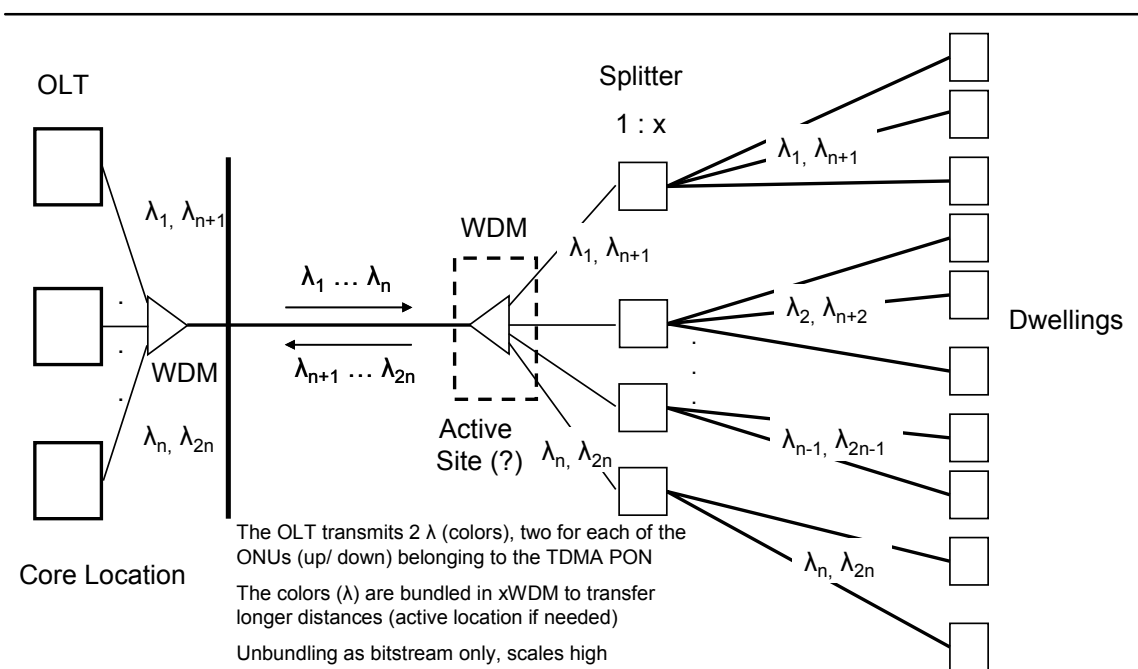 OLT
Splitter
1 : x
λ1, λn+1
λ1, λn+1
WDM
λ1, λn+1
λ1 … λn
λ2, λn+2
Dwellings
WDM
λn+1 … λ2n
λn, λ2n
Active
Site (?)
λn, λ2n
λn-1, λ2n-1
Core Location
λn, λ2n
The OLT transmits 2 λ (colors), two for each of the
ONUs (up/ down) belonging to the TDMA PON
The colors (λ) are bundled in xWDM to transfer
longer distances (active location if needed)
Unbundling as bitstream only, scales high